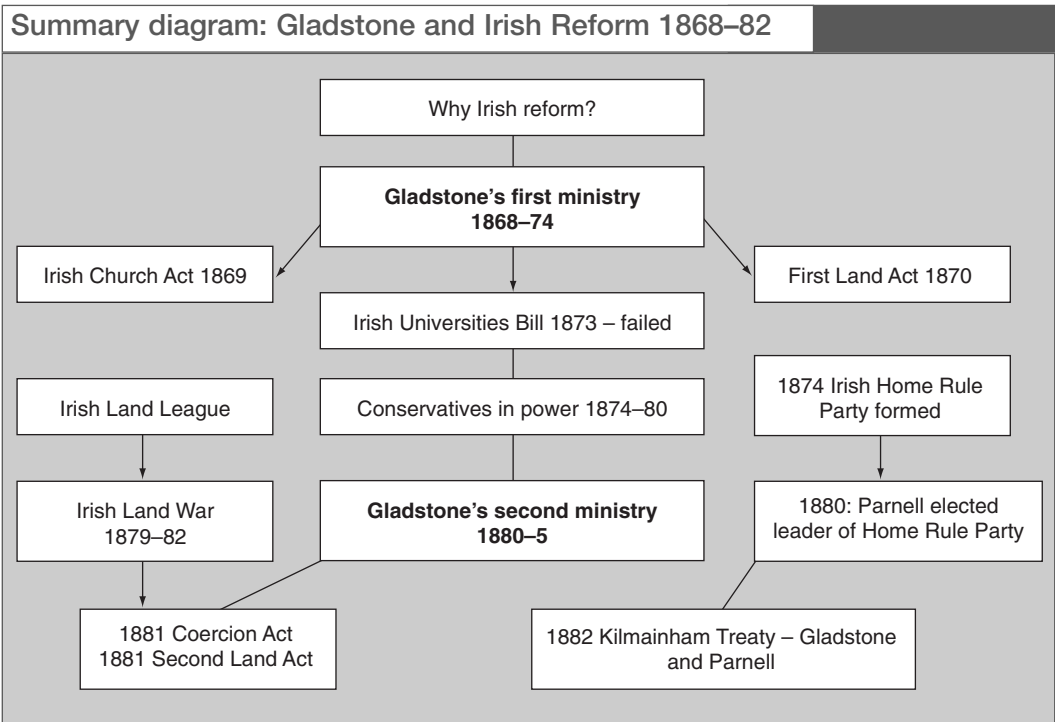 Summary diagram: Gladstone and Irish Reform 1868–82
Why Irish reform?
Gladstone's first ministry
1868–74
Irish Church Act 1869
First Land Act 1870
Irish Universities Bill 1873 – failed
Irish Land League
Conservatives in power 1874–80
1874 Irish Home Rule
Party formed
Irish Land War
1879–82
Gladstone's second ministry
1880–5
1880: Parnell elected
leader of Home Rule Party
1881 Coercion Act
1881 Second Land Act
1882 Kilmainham Treaty – Gladstone
and Parnell